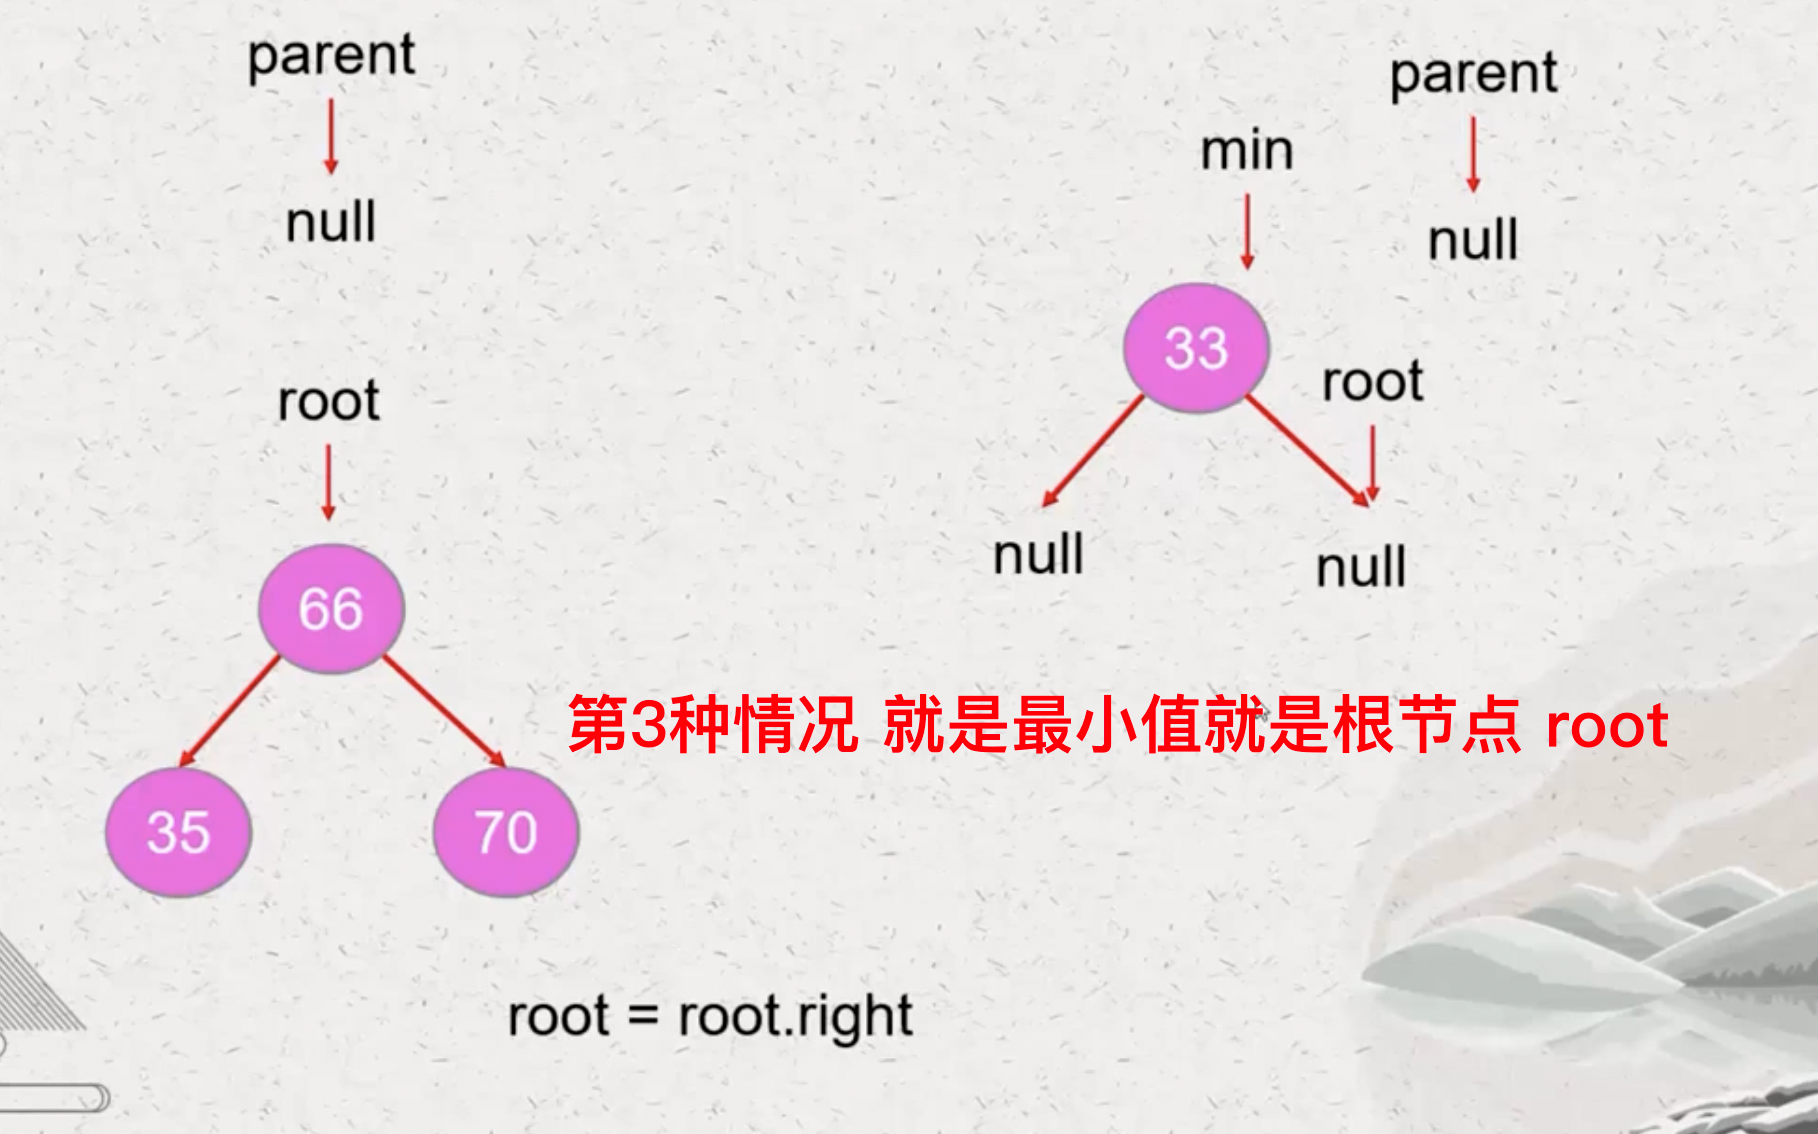 parent
null
root
66
35
70
parent
min
null
33
root
null
null
第3种情况 就是最小值就是根节点 root
root = root.right